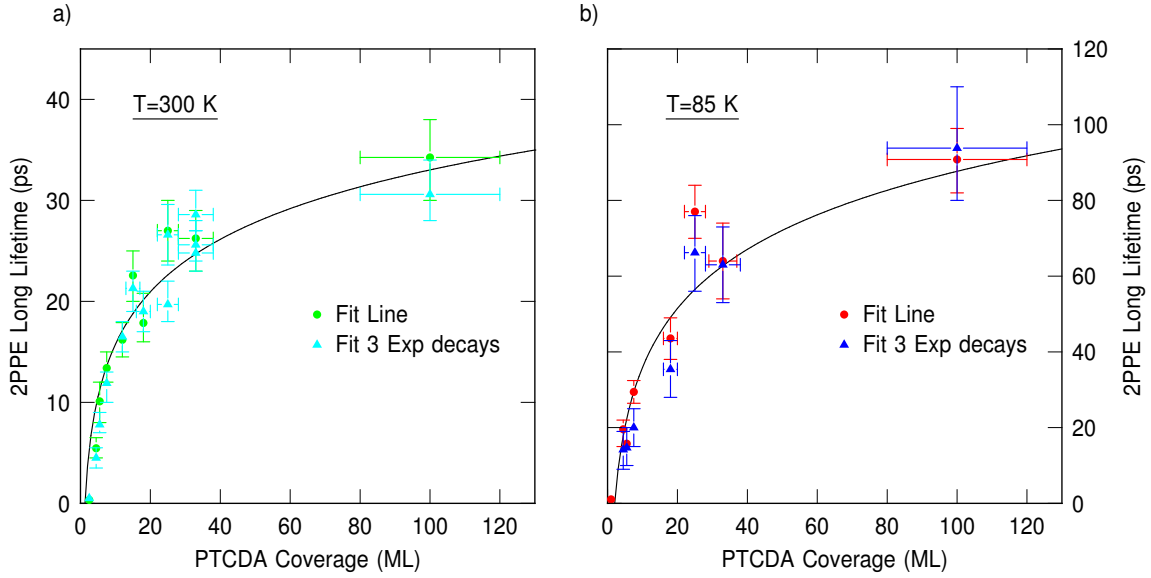 a)
b)
T=300 K
T=85 K
2PPE Long Lifetime (ps)
40
30
20
10
0
Fit Line
Fit 3 Exp decays
0 20 40 60 80 100 120
PTCDA Coverage (ML)
Fit Line
Fit 3 Exp decays
0 20 40 60 80 100 120
PTCDA Coverage (ML)
120
100
80
60
40
20
0
2PPE Long Lifetime (ps)